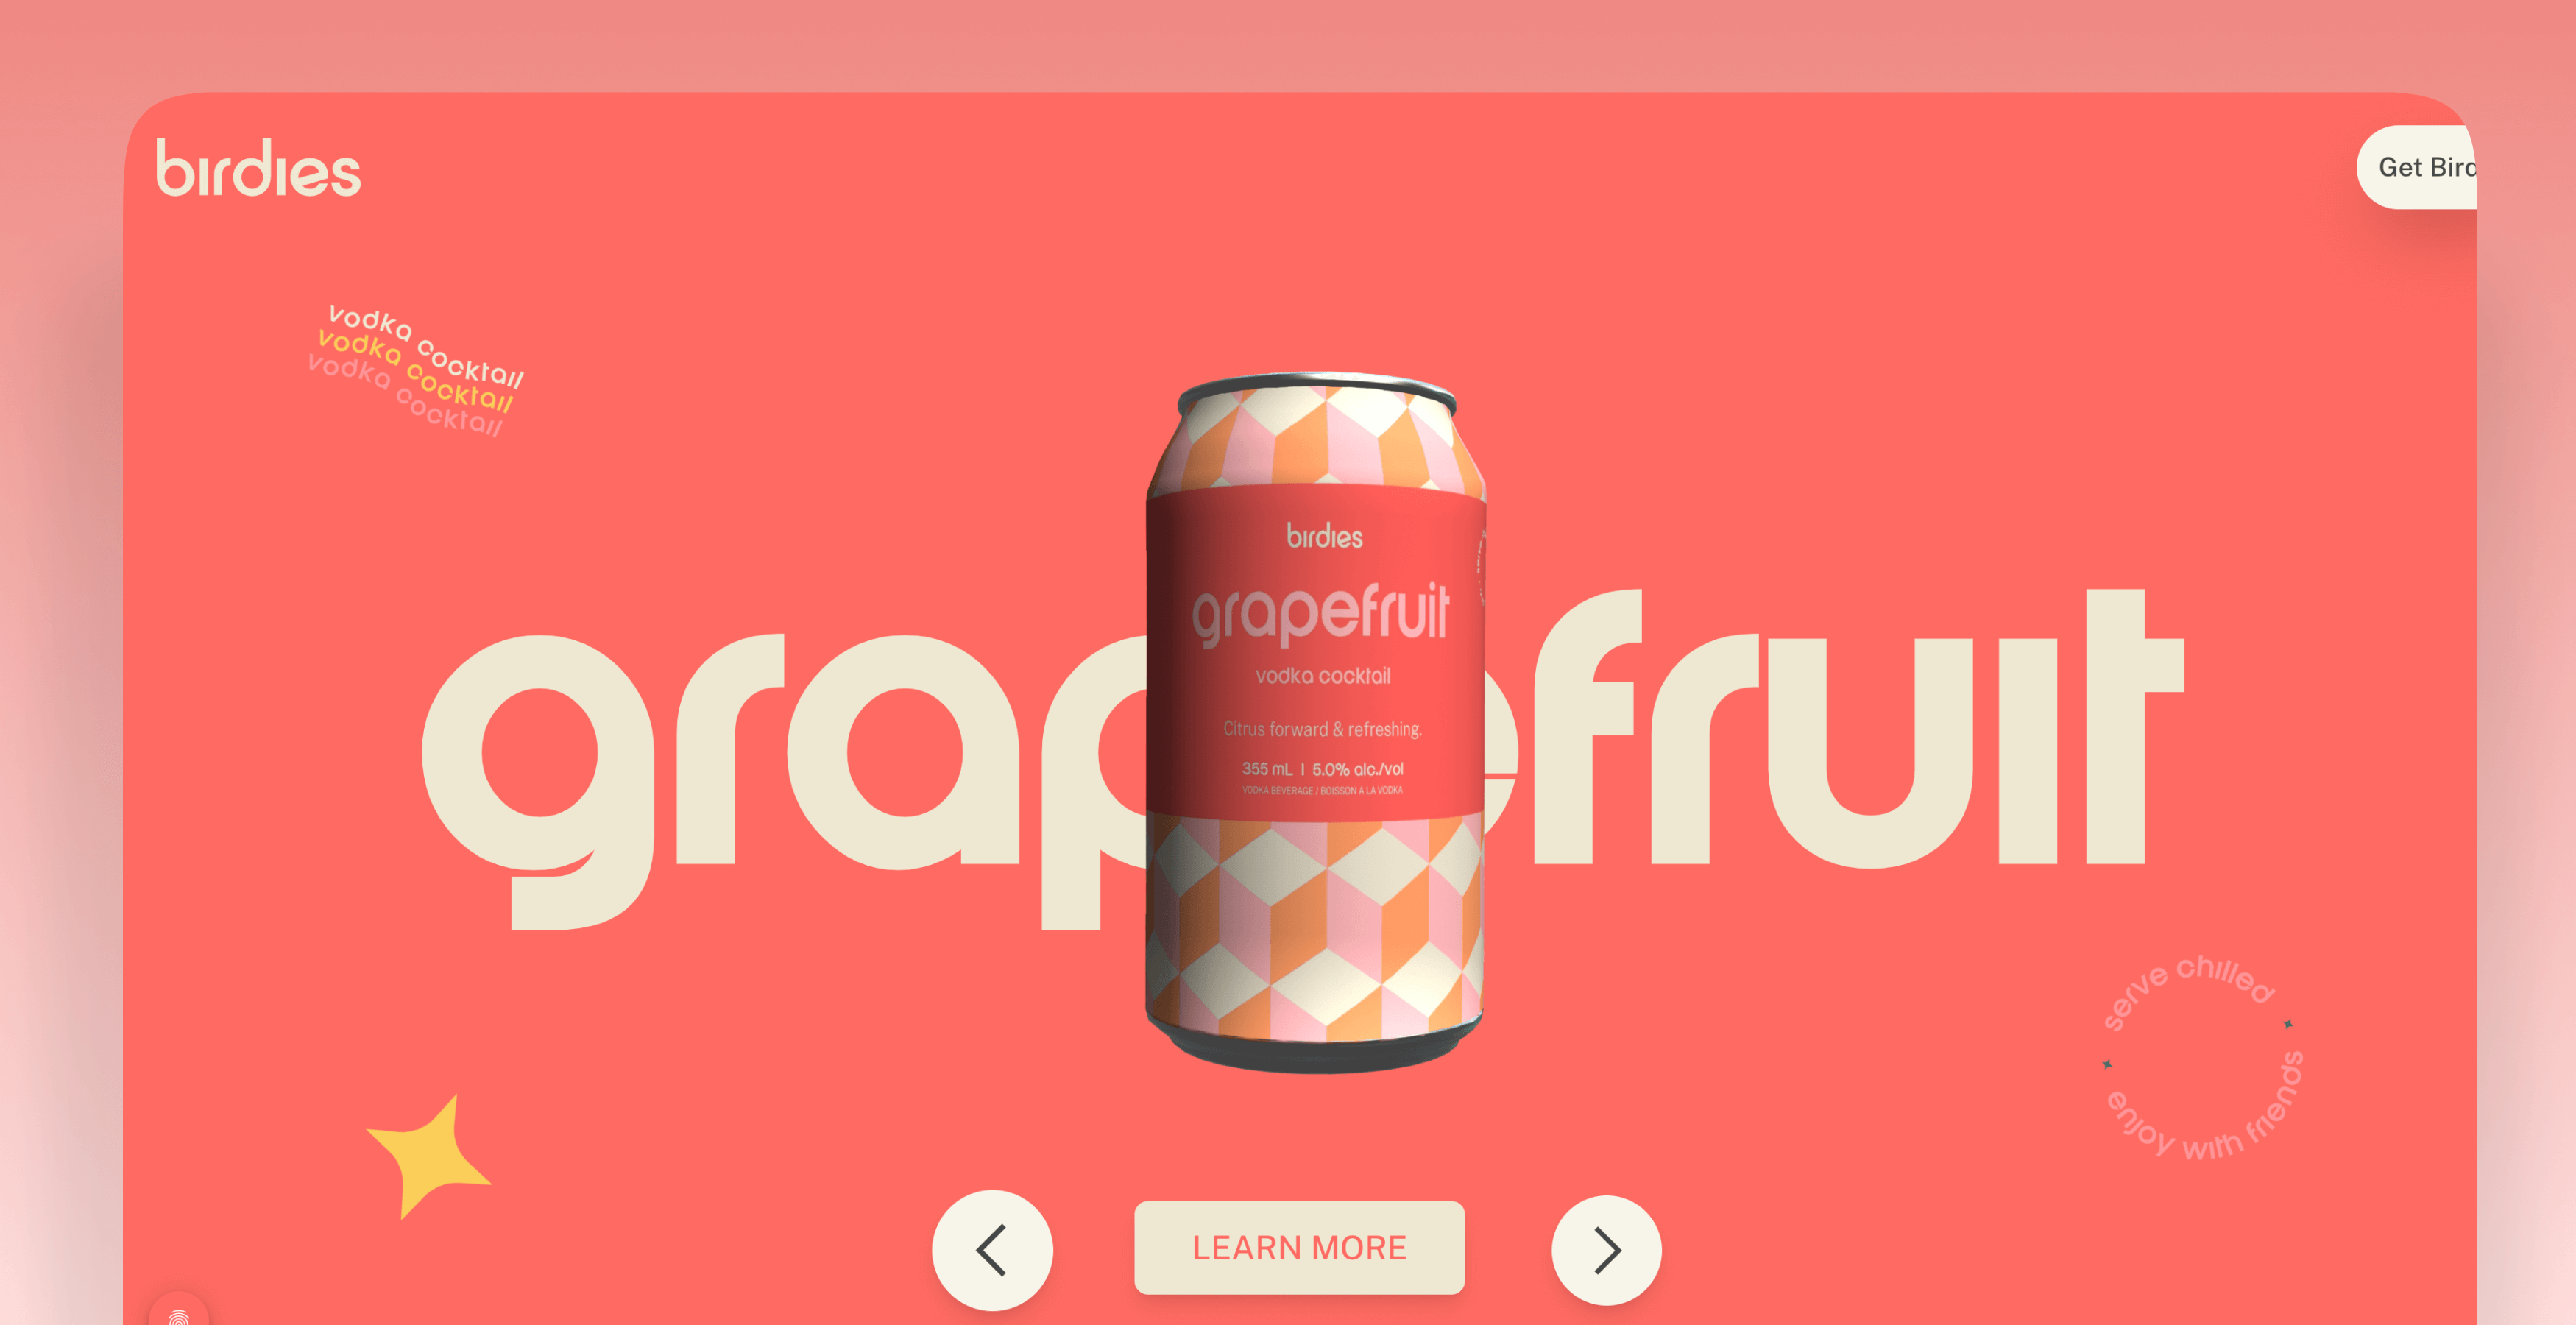 birdies
Get Bird
vodka cocktail
vodka cocktail
vodka cocktail
grapefruit
birdies
grapefruit
vodka cocktail
Citrus forward & refreshing.
355 mL | 5.0% alc./vol
VODKA BEVERAGE / BOISSON A LA VODKA
serve chilled
enjoy with friends
LEARN MORE